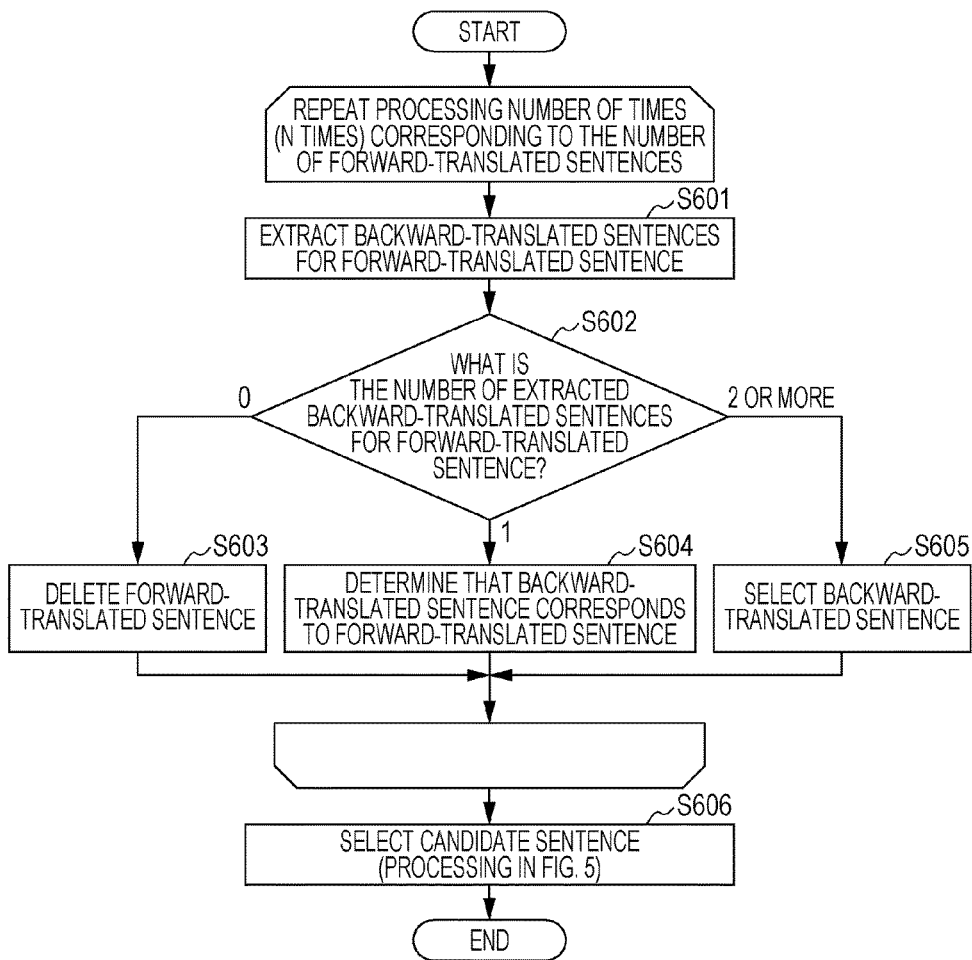 START
REPEAT PROCESSING NUMBER OF TIMES
(N TIMES) CORRESPONDING TO THE NUMBER
OF FORWARD-TRANSLATED SENTENCES
S601
EXTRACT BACKWARD-TRANSLATED SENTENCES
FOR FORWARD-TRANSLATED SENTENCE
S602
WHAT IS
THE NUMBER OF EXTRACTED
BACKWARD-TRANSLATED SENTENCES
FOR FORWARD-TRANSLATED
SENTENCE?
0
2 OR MORE
1
S603
DELETE FORWARD-
TRANSLATED SENTENCE
S604
DETERMINE THAT BACKWARD-
TRANSLATED SENTENCE CORRESPONDS
TO FORWARD-TRANSLATED SENTENCE
S605
SELECT BACKWARD-
TRANSLATED SENTENCE
S606
SELECT CANDIDATE SENTENCE
(PROCESSING IN FIG. 5)
END